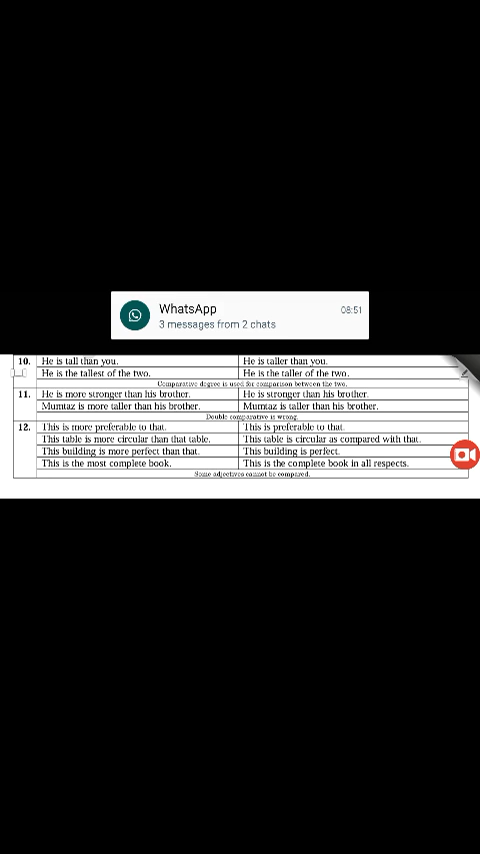 WhatsApp 08:51
3 messages from 2 chats
10. He is tall than you. He is taller than you.
He is the tallest of the two. He is the taller of the two.
Comparative degree is used for comparison between the two.
11. He is more stronger than his brother. He is stronger than his brother.
Mumtaz is more taller than his brother. Mumtaz is taller than his brother.
Double comparative is wrong.
12. This is more preferable to that. This is preferable to that.
This table is more circular than that table. This table is circular as compared with that.
This building is more perfect than that. This building is perfect.
This is the most complete book. This is the complete book in all respects.
Some adjectives cannot be compared.